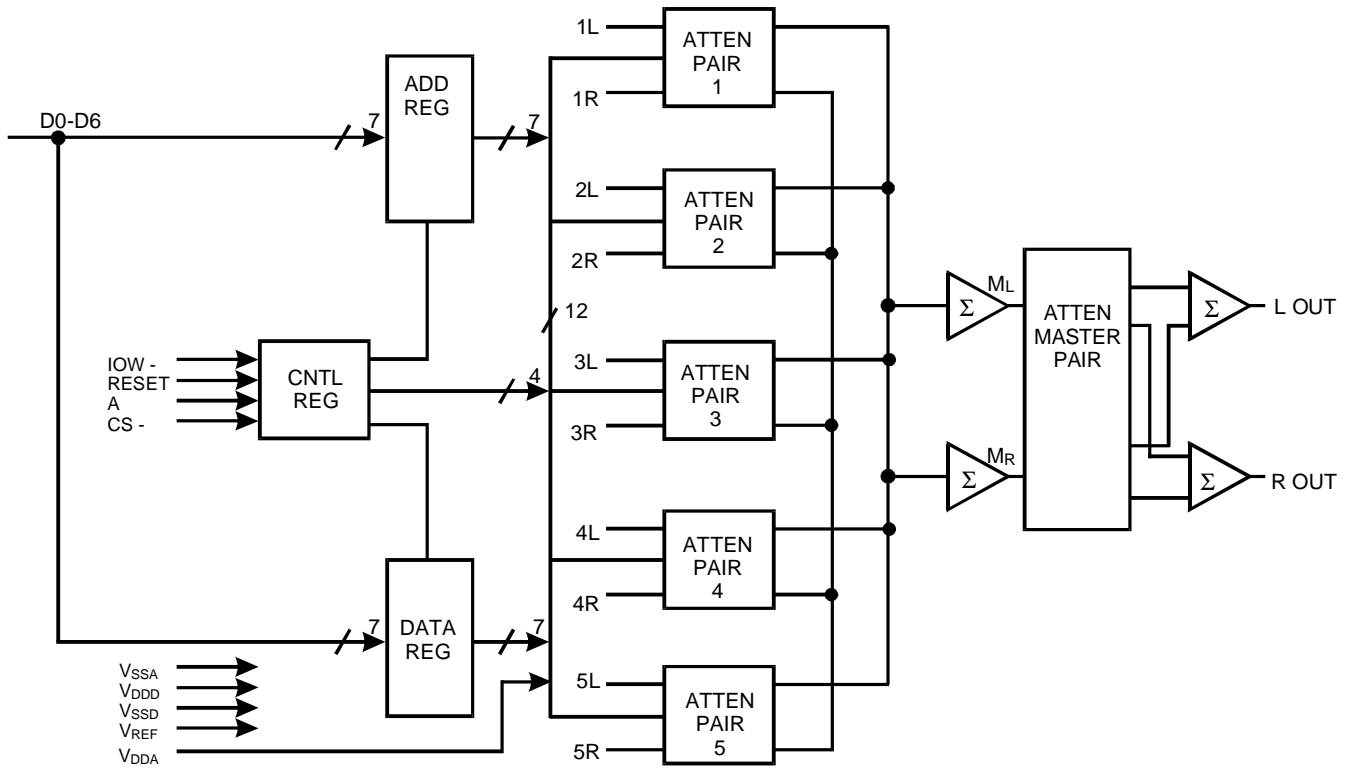 D0-D6
7
ADD
REG
7
IOW -
RESET
A
CS -
CNTL
REG
4
12
7
DATA
REG
7
VSSA
VDDD
VSSD
VREF
VDDA
1L
1R
ATTEN
PAIR
1
2L
2R
ATTEN
PAIR
2
3L
3R
ATTEN
PAIR
3
4L
4R
ATTEN
PAIR
4
5L
5R
ATTEN
PAIR
5
Σ
ML
Σ
MR
ATTEN
MASTER
PAIR
Σ
L OUT
Σ
R OUT